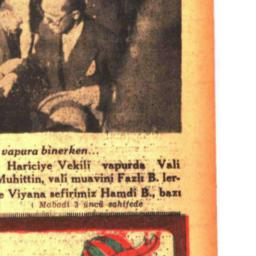 vapura binerken...
Hariciye Vekili vapurda Vali
Muhittin, vali muavini Fazlı B. ler-
e Viyana sefirimiz Hamdi B., bazı
( Mabadi 3 üncü sahifede